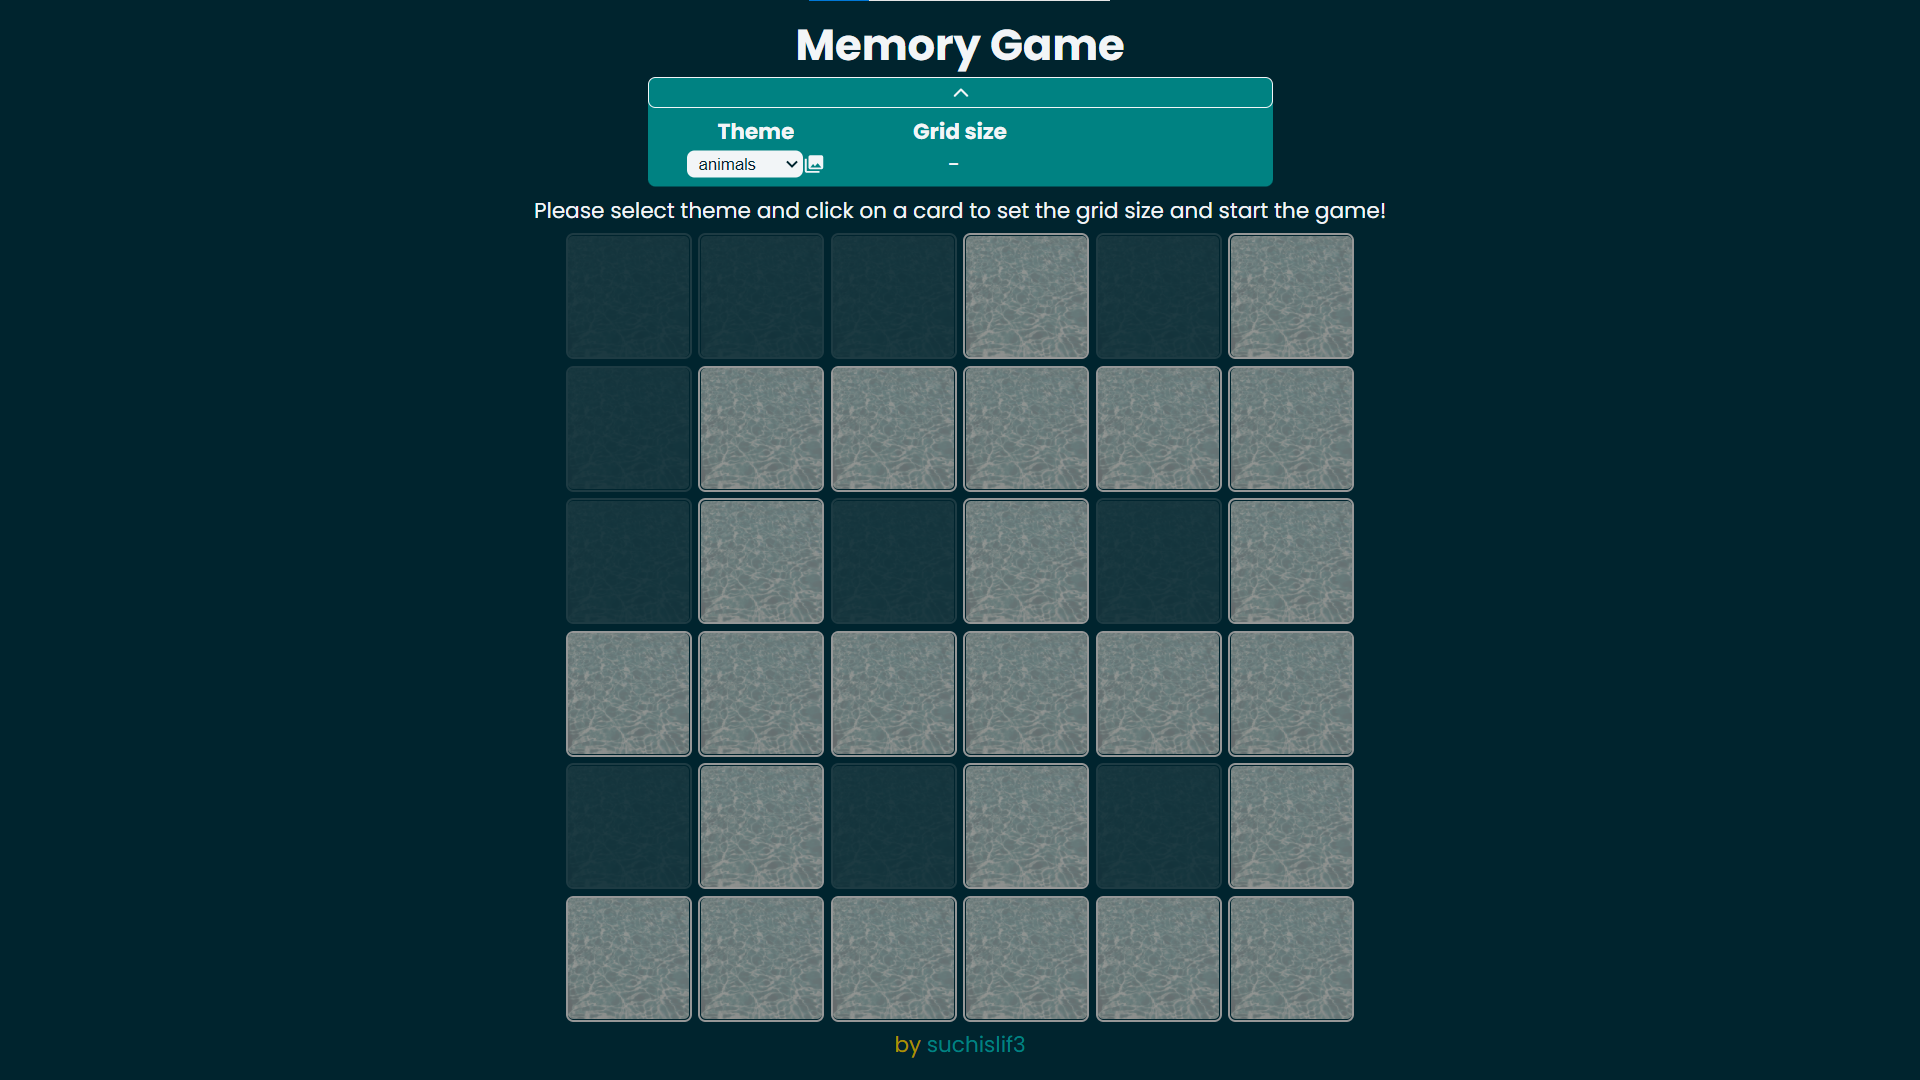 Memory Game
Theme
Grid size
animals
–
Please select theme and click on a card to set the grid size and start the game!
by suchislif3